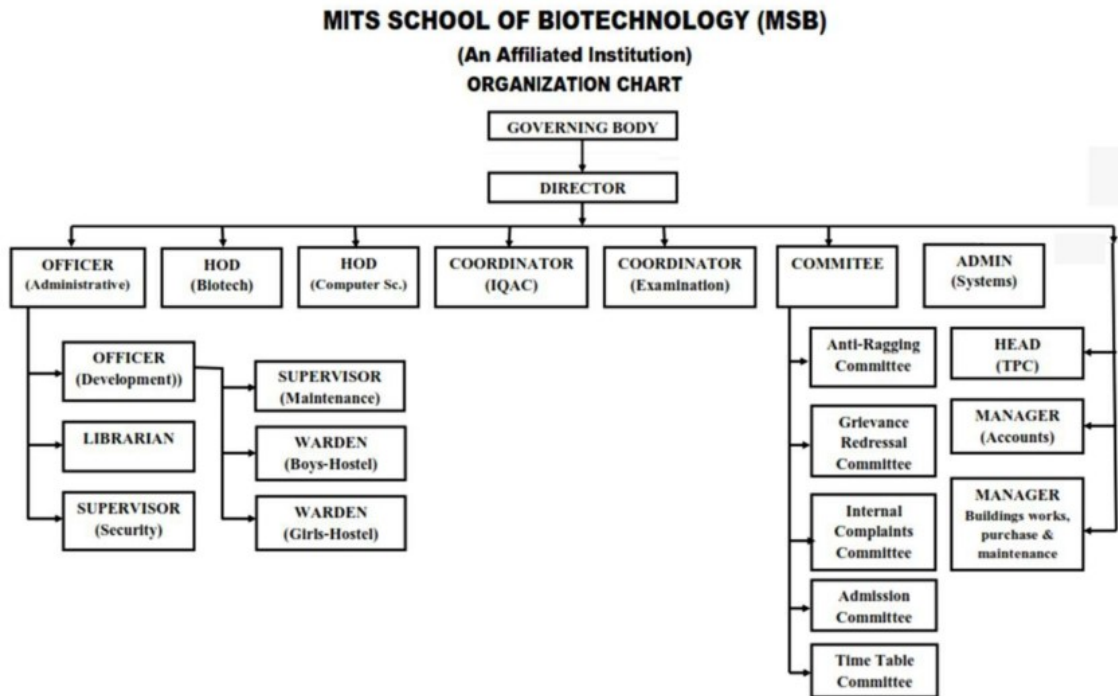 MITS SCHOOL OF BIOTECHNOLOGY (MSB)
(An Affiliated Institution)
ORGANIZATION CHART
GOVERNING BODY
DIRECTOR
OFFICER
(Administrative)
HOD
(Biotech)
HOD
(Computer Sc.)
COORDINATOR
(IQAC)
COORDINATOR
(Examination)
COMMITEE
ADMIN
(Systems)
OFFICER
(Development))
LIBRARIAN
SUPERVISOR
(Security)
SUPERVISOR
(Maintenance)
WARDEN
(Boys-Hostel)
WARDEN
(Girls-Hostel)
Anti-Ragging
Committee
Grievance
Redressal
Committee
Internal
Complaints
Committee
Admission
Committee
Time Table
Committee
HEAD
(TPC)
MANAGER
(Accounts)
MANAGER
Buildings works,
purchase &
maintenance